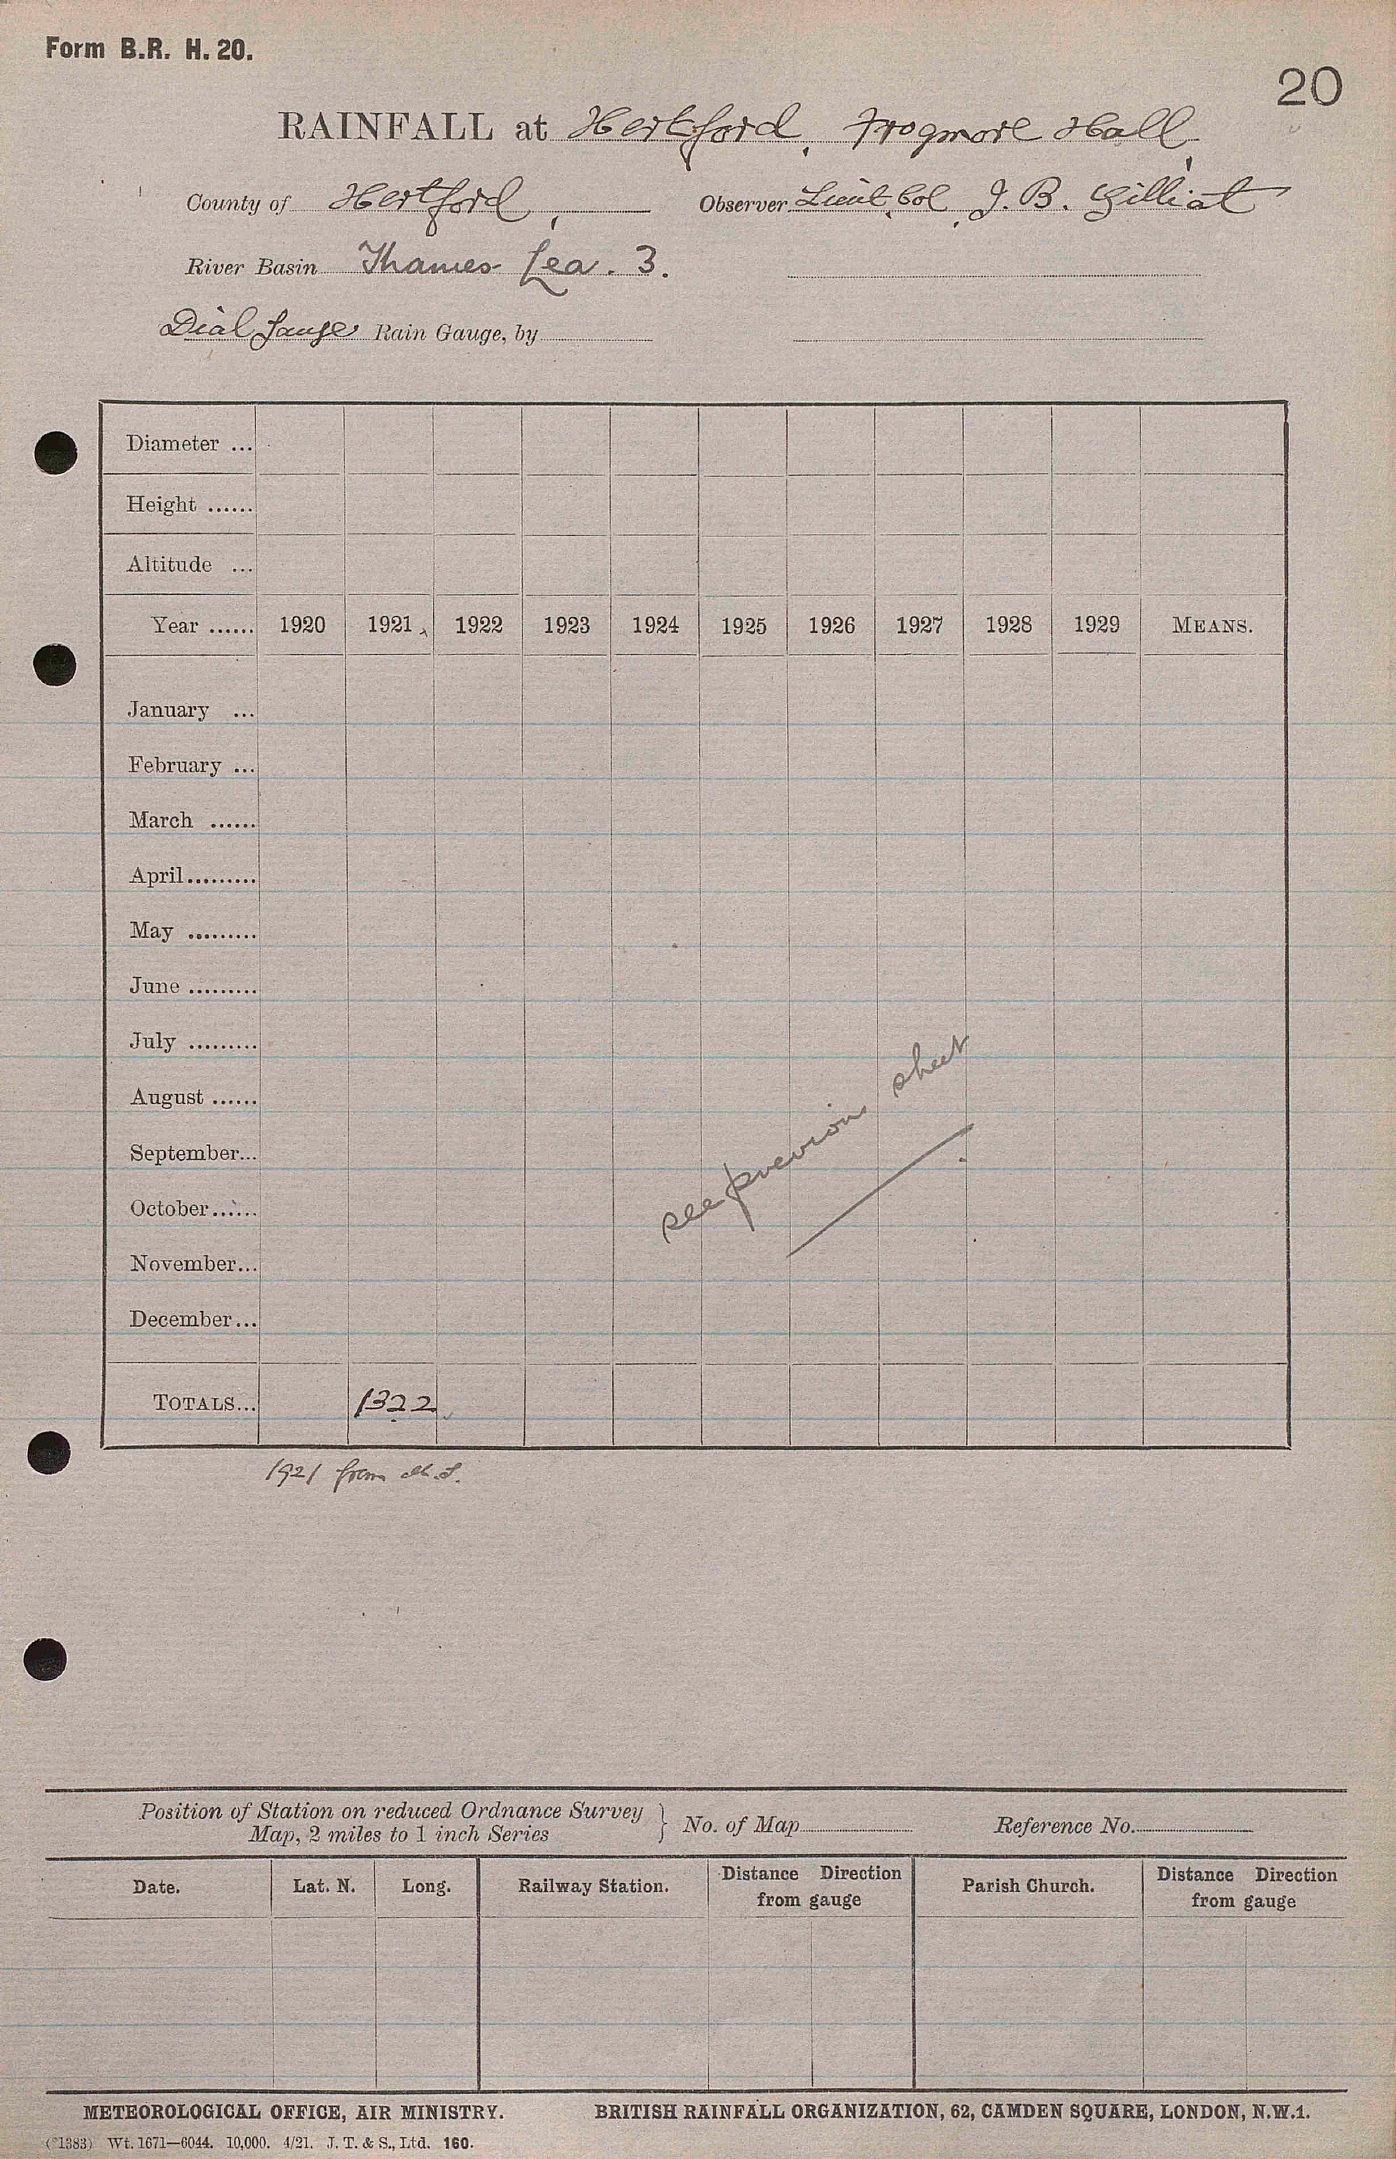 Form B.R. H. 20.
20
RAINFALL at Hertford, Frogmore Hall,
County of Hertford, Observer Lieut. Col. J. B. Gilliat
River Basin Thames - Lea. 3.
Dial Gauge Rain Gauge, by
Diameter ...
Height ......
Altitude ...
Year ...... 1920 1921 1922 1923 1924 1925 1926 1927 1928 1929 MEANS.
January ...
February ...
March ......
April.........
May .........
June .........
July .........
August ......
September...
October......
November...
December...
see previous sheet
TOTALS... 1322
1921 from M.S.
Position of Station on reduced Ordnance Survey
Map, 2 miles to 1 inch Series } No. of Map Reference No.
Date. Lat. N. Long. Railway Station. Distance Direction from gauge Parish Church. Distance Direction from gauge
METEOROLOGICAL OFFICE, AIR MINISTRY. BRITISH RAINFALL ORGANIZATION, 62, CAMDEN SQUARE, LONDON, N.W.1.
(*1383) Wt. 1671—6044. 10,000. 4/21. J. T. & S., Ltd. 160.